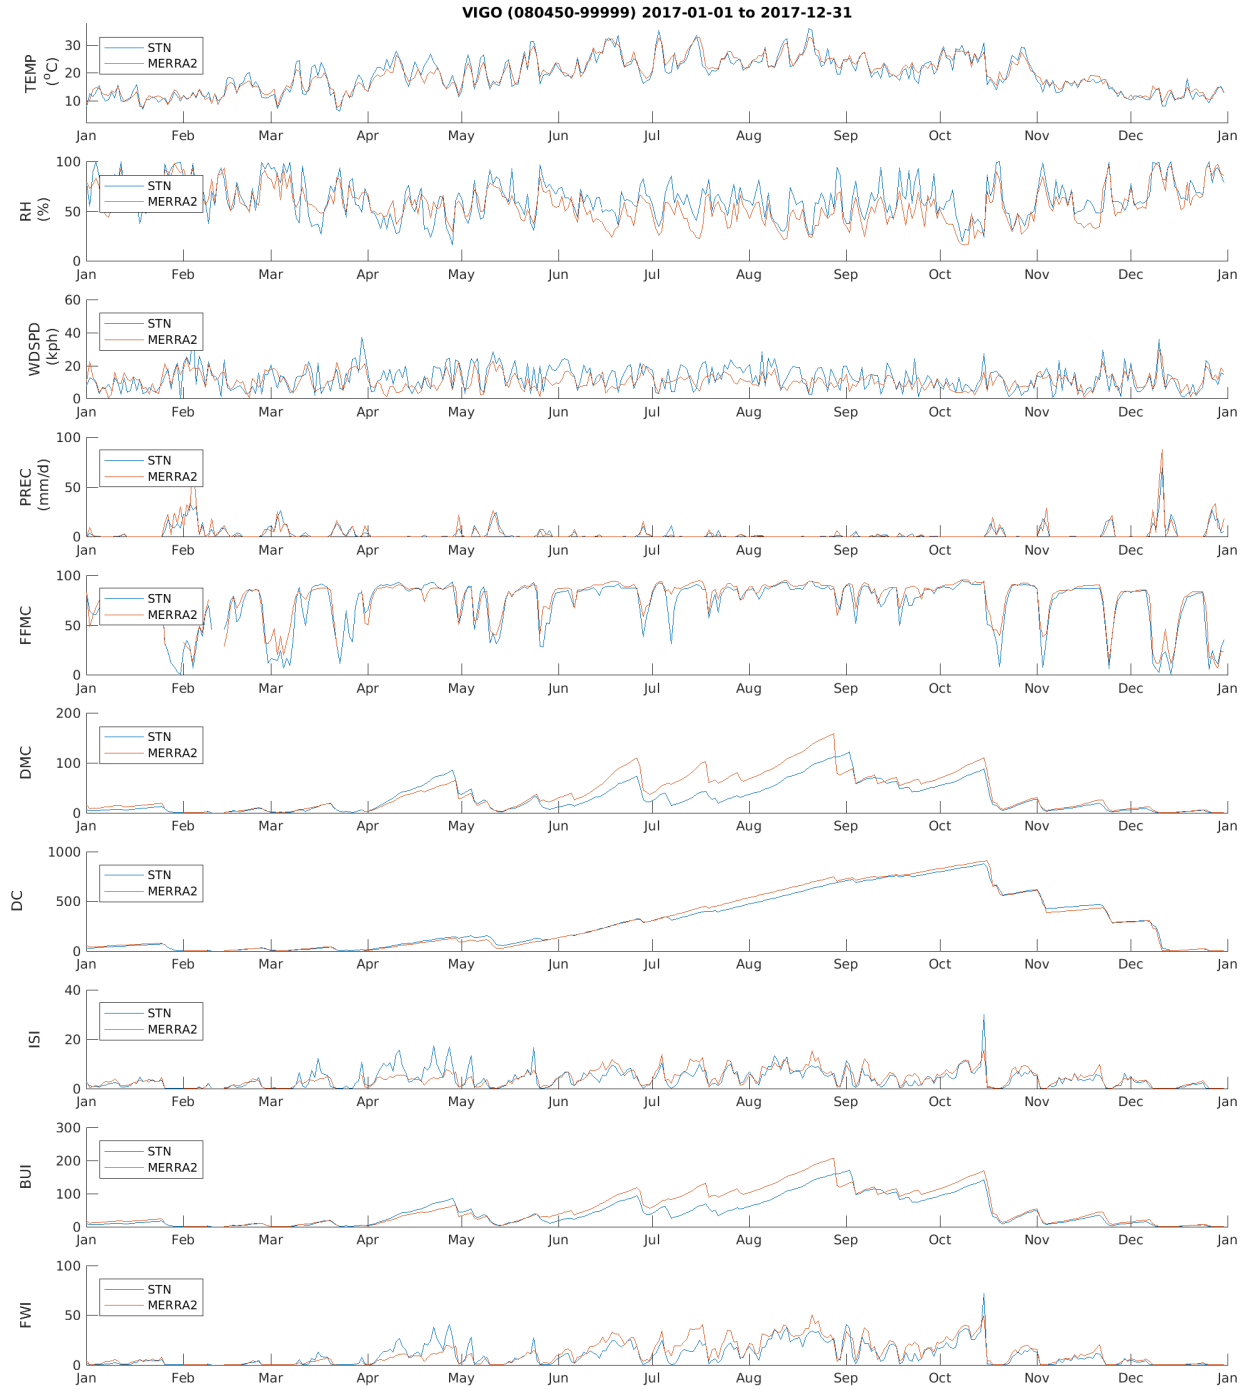 VIGO (080450-99999) 2017-01-01 to 2017-12-31
TEMP
(°C)
30
20
10
STN
MERRA2
Jan Feb Mar Apr May Jun Jul Aug Sep Oct Nov Dec Jan
RH
(%)
100
50
0
STN
MERRA2
Jan Feb Mar Apr May Jun Jul Aug Sep Oct Nov Dec Jan
WDSPD
(kph)
60
40
20
0
STN
MERRA2
Jan Feb Mar Apr May Jun Jul Aug Sep Oct Nov Dec Jan
PREC
(mm/d)
100
50
0
STN
MERRA2
Jan Feb Mar Apr May Jun Jul Aug Sep Oct Nov Dec Jan
FFMC
100
50
0
STN
MERRA2
Jan Feb Mar Apr May Jun Jul Aug Sep Oct Nov Dec Jan
DMC
200
100
0
STN
MERRA2
Jan Feb Mar Apr May Jun Jul Aug Sep Oct Nov Dec Jan
DC
1000
500
0
STN
MERRA2
Jan Feb Mar Apr May Jun Jul Aug Sep Oct Nov Dec Jan
ISI
40
20
0
STN
MERRA2
Jan Feb Mar Apr May Jun Jul Aug Sep Oct Nov Dec Jan
BUI
300
200
100
0
STN
MERRA2
Jan Feb Mar Apr May Jun Jul Aug Sep Oct Nov Dec Jan
FWI
100
50
0
STN
MERRA2
Jan Feb Mar Apr May Jun Jul Aug Sep Oct Nov Dec Jan